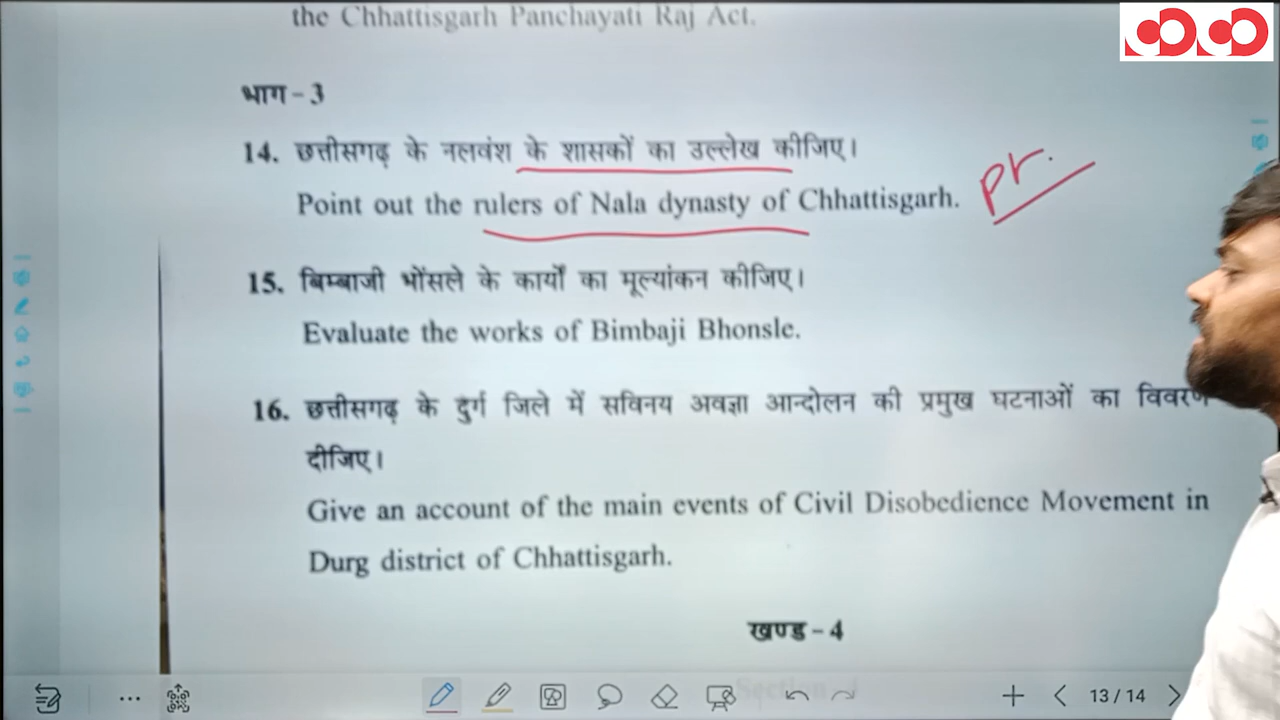 the Chhattisgarh Panchayati Raj Act.
भाग - 3
14. छत्तीसगढ़ के नलवंश के शासकों का उल्लेख कीजिए।
Point out the rulers of Nala dynasty of Chhattisgarh.
pr.
15. बिम्बाजी भोंसले के कार्यों का मूल्यांकन कीजिए।
Evaluate the works of Bimbaji Bhonsle.
16. छत्तीसगढ़ के दुर्ग जिले में सविनय अवज्ञा आन्दोलन की प्रमुख घटनाओं का विवरण
दीजिए।
Give an account of the main events of Civil Disobedience Movement in
Durg district of Chhattisgarh.
खण्ड - 4
13 / 14